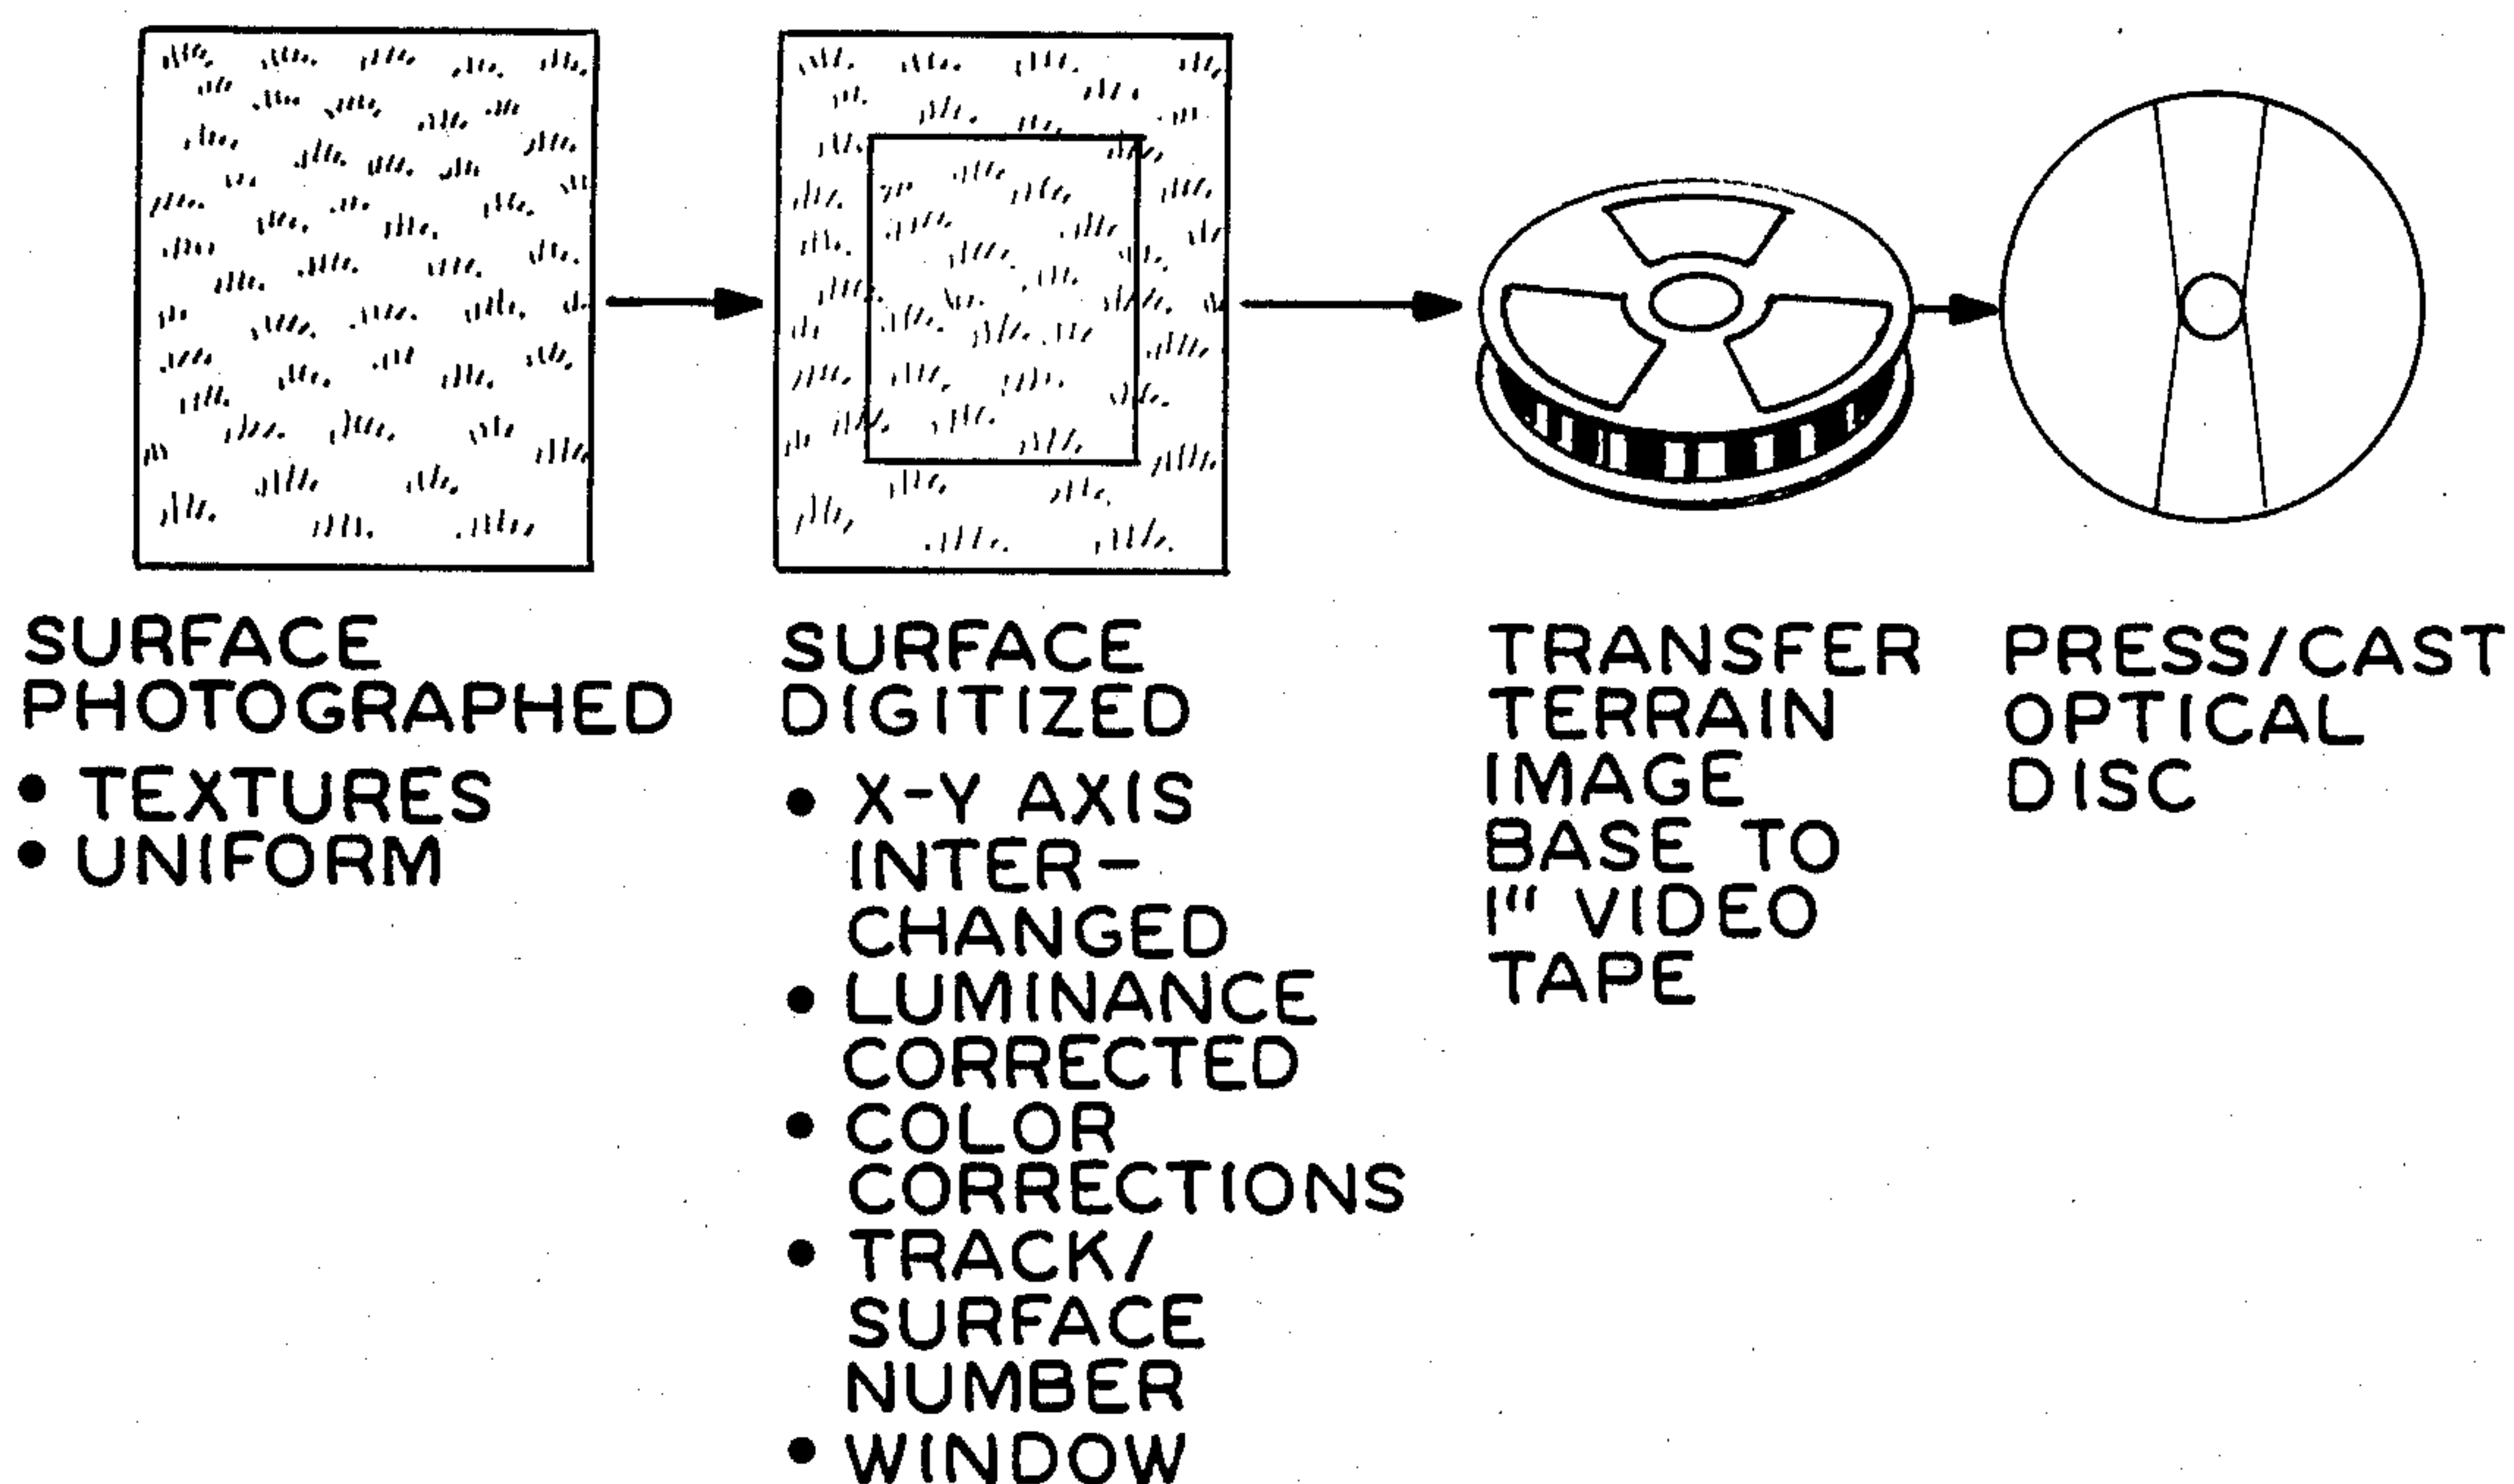 SURFACE
PHOTOGRAPHED
• TEXTURES
• UNIFORM
SURFACE
DIGITIZED
• X-Y AXIS
INTER-
CHANGED
• LUMINANCE
CORRECTED
• COLOR
CORRECTIONS
• TRACK/
SURFACE
NUMBER
• WINDOW
TRANSFER
TERRAIN
IMAGE
BASE TO
1" VIDEO
TAPE
PRESS/CAST
OPTICAL
DISC